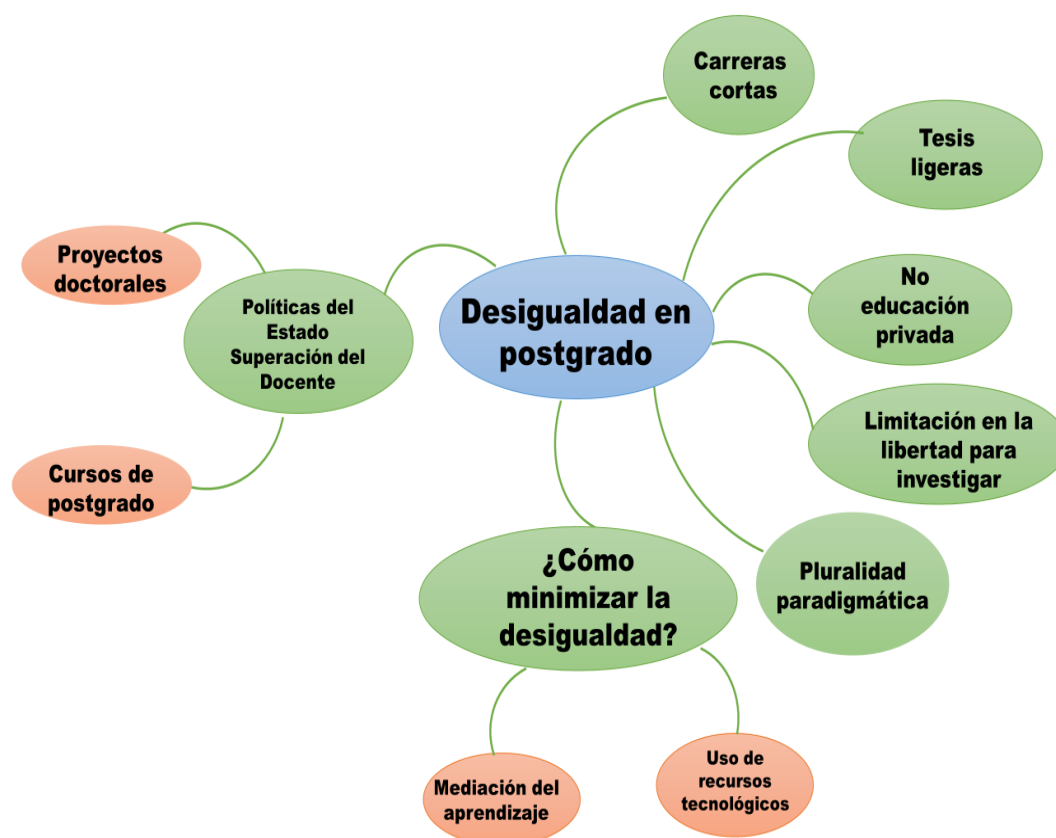 Carreras
cortas
Tesis
ligeras
Proyectos
doctorales
Políticas del
Estado
Superación del
Docente
Desigualdad en
postgrado
No
educación
privada
Limitación en la
libertad para
investigar
Cursos de
postgrado
¿Cómo
minimizar la
desigualdad?
Pluralidad
paradigmática
Mediación del
aprendizaje
Uso de
recursos
tecnológicos